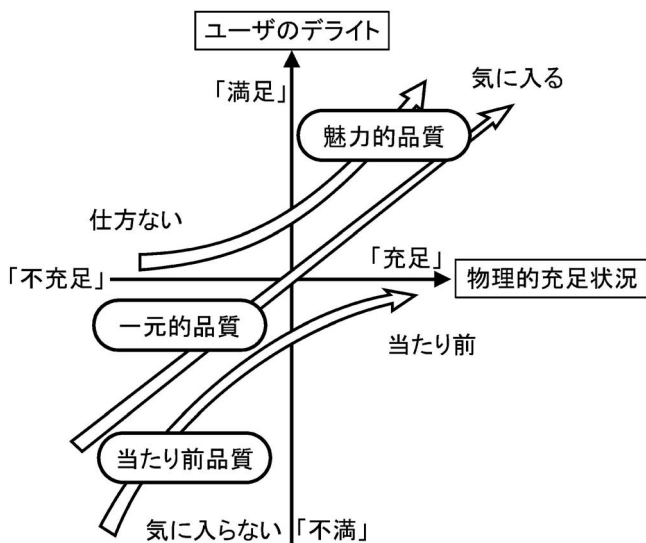 ユーザのデライト
「満足」
気に入る
魅力的品質
仕方ない
「充足」
「不充足」
物理的充足状況
一元的品質
当たり前
当たり前品質
気に入らない
「不満」